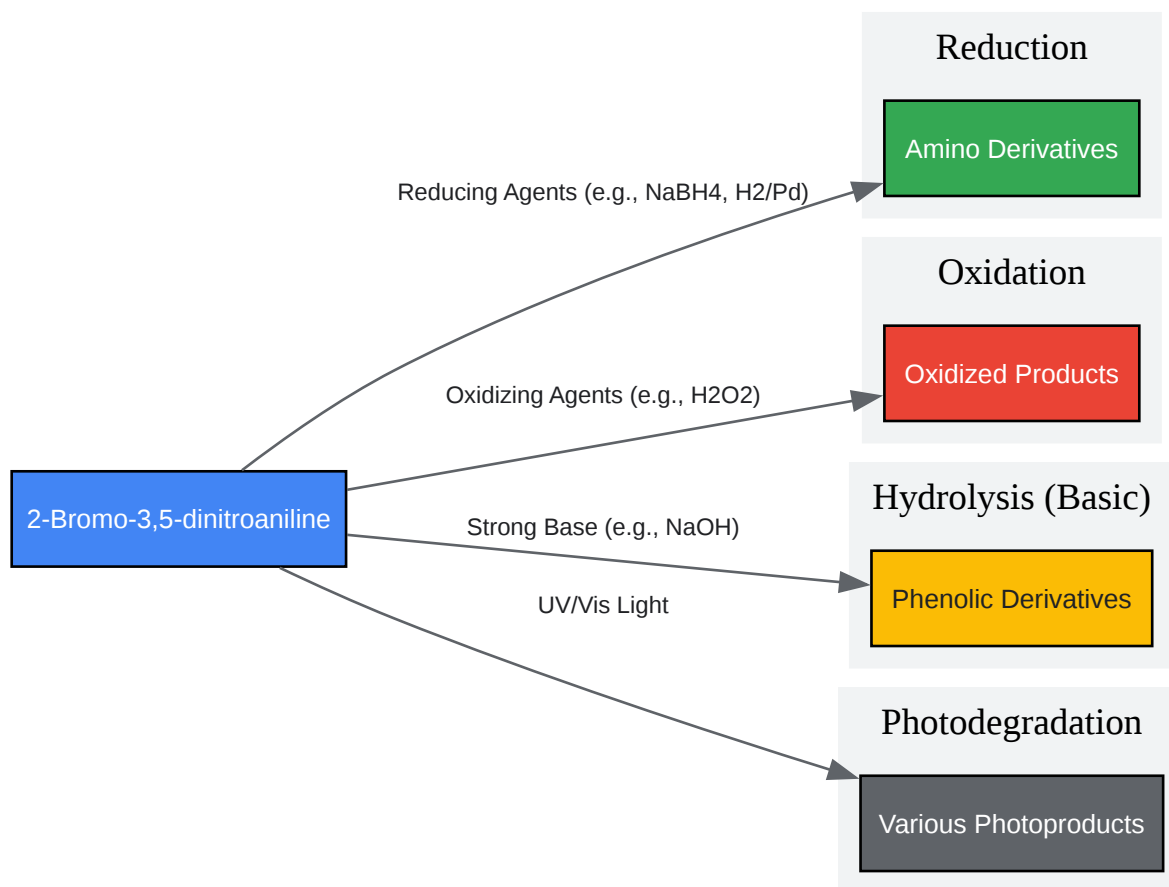 Reduction
Amino Derivatives
Reducing Agents (e.g., NaBH4, H2/Pd)
Oxidation
Oxidized Products
Oxidizing Agents (e.g., H2O2)
2-Bromo-3,5-dinitroaniline
Hydrolysis (Basic)
Strong Base (e.g., NaOH)
Phenolic Derivatives
UV/Vis Light
Photodegradation
Various Photoproducts